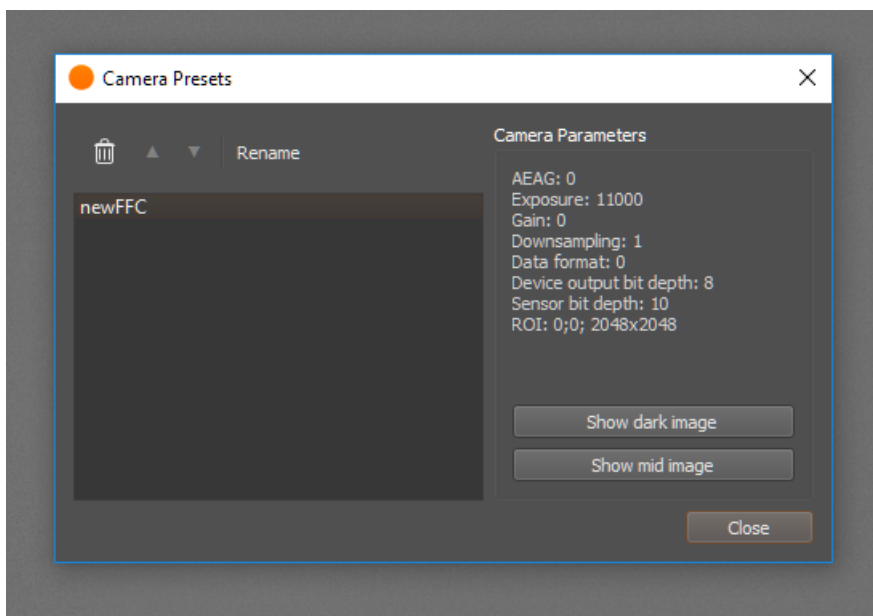 Camera Presets
Rename
newFFC
Camera Parameters
AEAG: 0
Exposure: 11000
Gain: 0
Downsampling: 1
Data format: 0
Device output bit depth: 8
Sensor bit depth: 10
ROI: 0;0; 2048x2048
Show dark image
Show mid image
Close